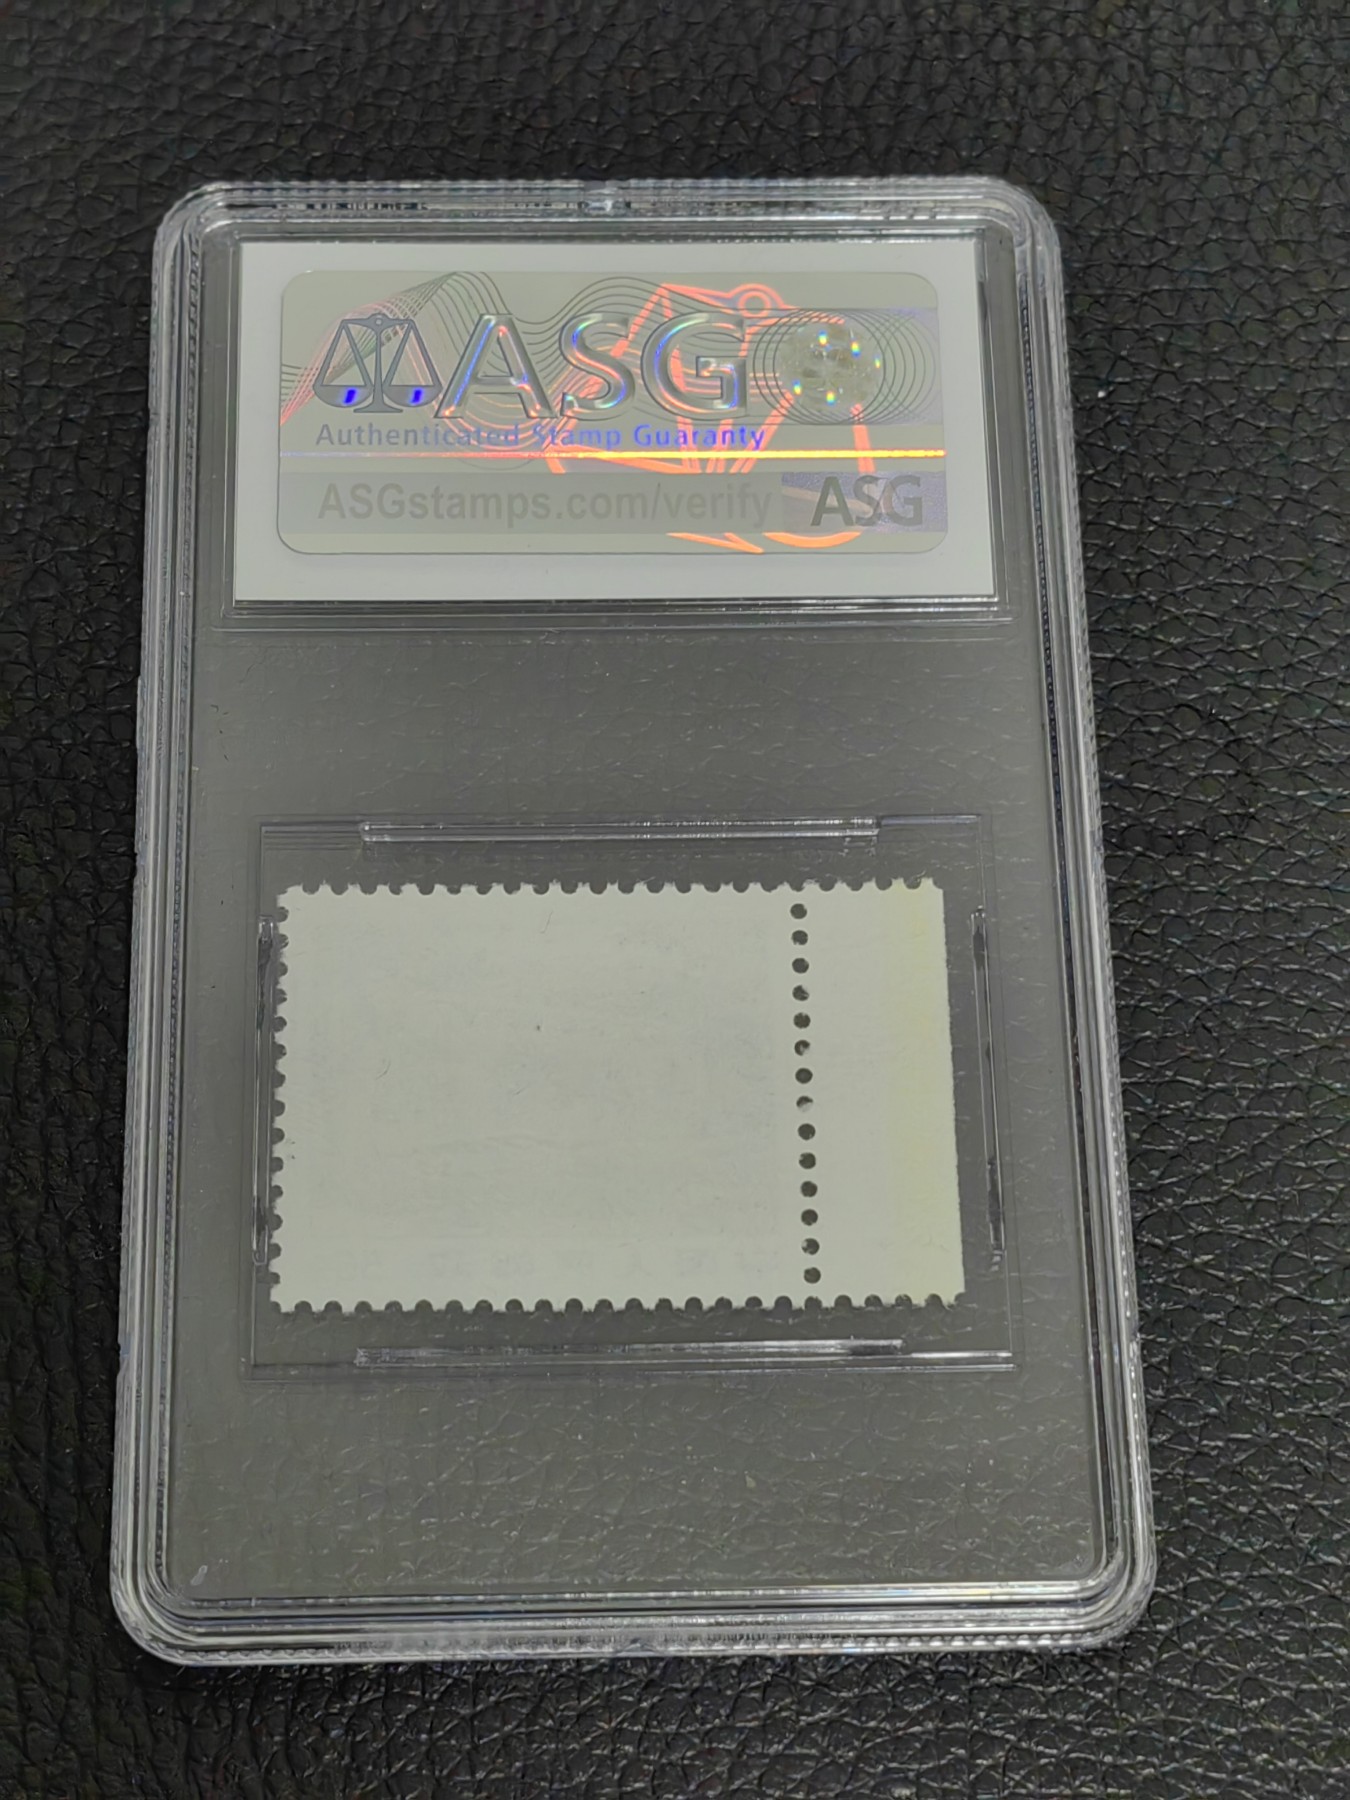 ASG
Authenticated Stamp Guaranty
ASGstamps.com/verify ASG